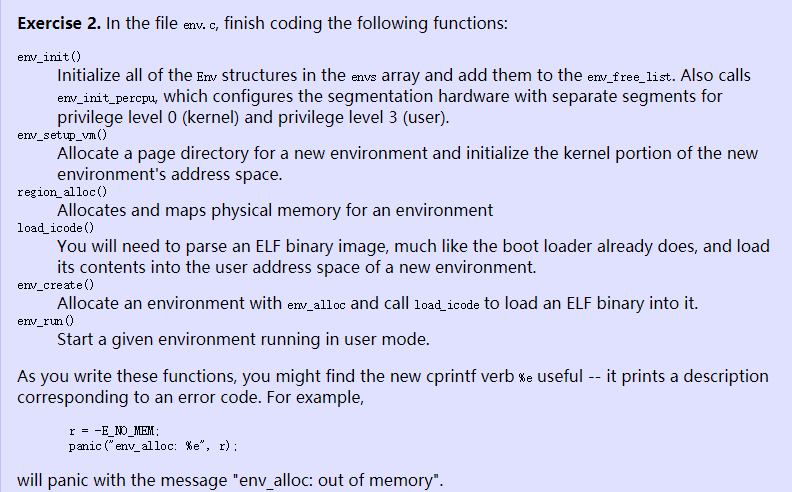 Exercise 2. In the file env.c, finish coding the following functions:
env_init()
Initialize all of the Env structures in the envs array and add them to the env_free_list. Also calls
env_init_percpu, which configures the segmentation hardware with separate segments for
privilege level 0 (kernel) and privilege level 3 (user).
env_setup_vm()
Allocate a page directory for a new environment and initialize the kernel portion of the new
environment's address space.
region_alloc()
Allocates and maps physical memory for an environment
load_icode()
You will need to parse an ELF binary image, much like the boot loader already does, and load
its contents into the user address space of a new environment.
env_create()
Allocate an environment with env_alloc and call load_icode to load an ELF binary into it.
env_run()
Start a given environment running in user mode.
As you write these functions, you might find the new cprintf verb %e useful -- it prints a description
corresponding to an error code. For example,
r = -E_NO_MEM;
panic("env_alloc: %e", r);
will panic with the message "env_alloc: out of memory".